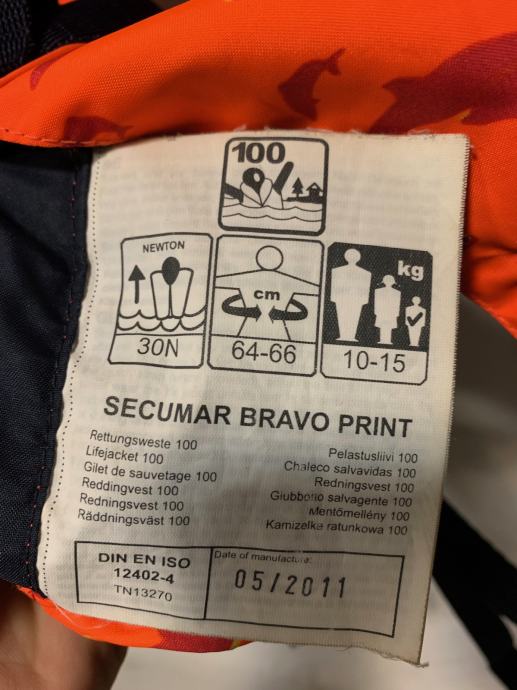 100
NEWTON
30N
cm
64-66
kg
10-15
SECUMAR BRAVO PRINT
Rettungsweste 100
Lifejacket 100
Gilet de sauvetage 100
Reddingvest 100
Redningsvest 100
Räddningsväst 100
Pelastusliivi 100
Chaleco salvavidas 100
Redningsvest 100
Giubbotto salvagente 100
Mentőmellény 100
Kamizelka ratunkowa 100
DIN EN ISO
12402-4
TN13270
Date of manufacture:
05/2011